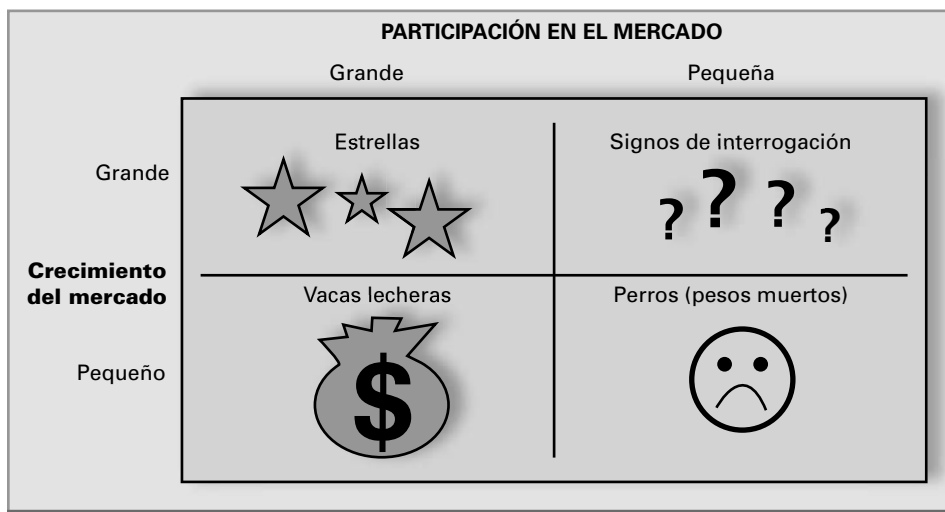 PARTICIPACIÓN EN EL MERCADO
Grande Pequeña
Estrellas Signos de interrogación
Grande
? ? ? ?
Crecimiento
del mercado
Vacas lecheras Perros (pesos muertos)
Pequeño
$